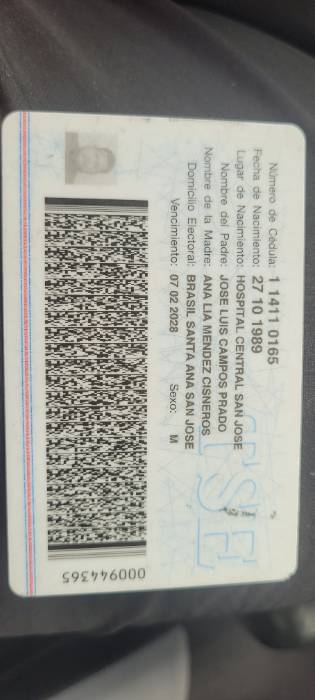 Número de Cédula: 1 1411 0165
Fecha de Nacimiento: 27 10 1989
Lugar de Nacimiento: HOSPITAL CENTRAL SAN JOSE
Nombre del Padre: JOSE LUIS CAMPOS PRADO
Nombre de la Madre: ANA LIA MENDEZ CISNEROS
Domicilio Electoral: BRASIL SANTA ANA SAN JOSE
Vencimiento: 07 02 2028 Sexo: M
TSE
000944365